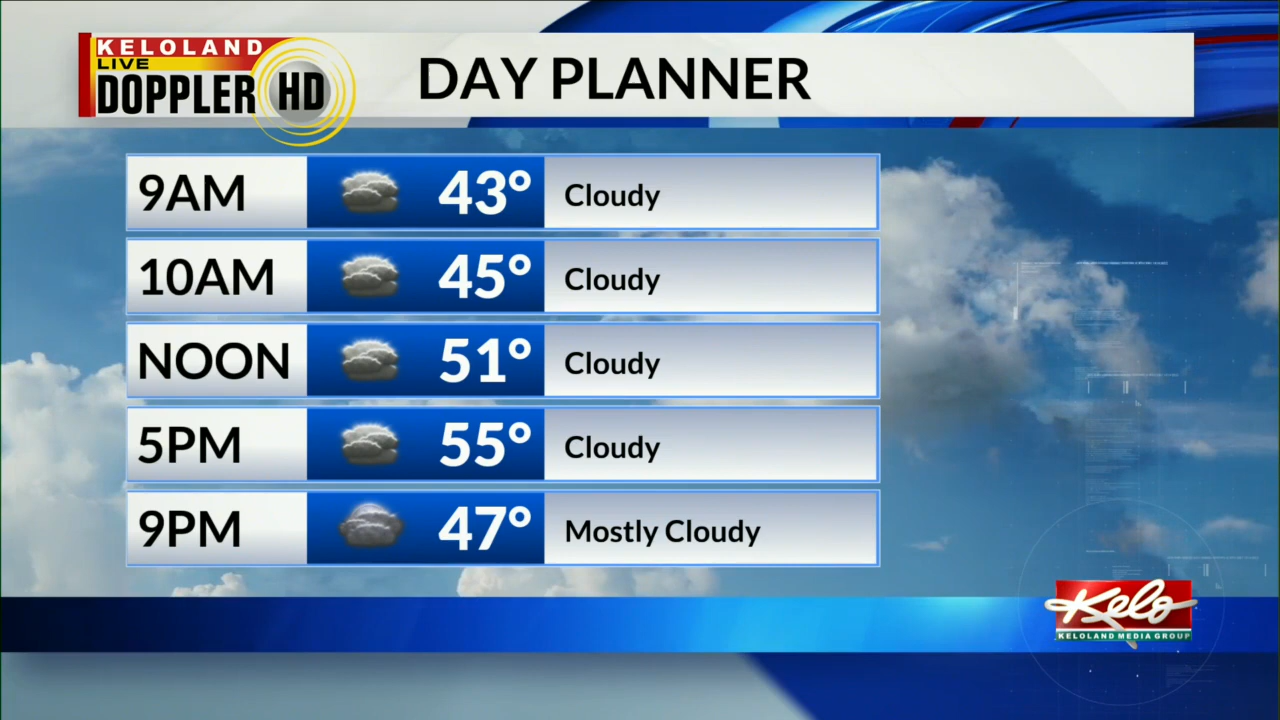 KELOLAND
LIVE
DOPPLER HD
DAY PLANNER
9AM 43° Cloudy
10AM 45° Cloudy
NOON 51° Cloudy
5PM 55° Cloudy
9PM 47° Mostly Cloudy
Kelo
KELOLAND MEDIA GROUP